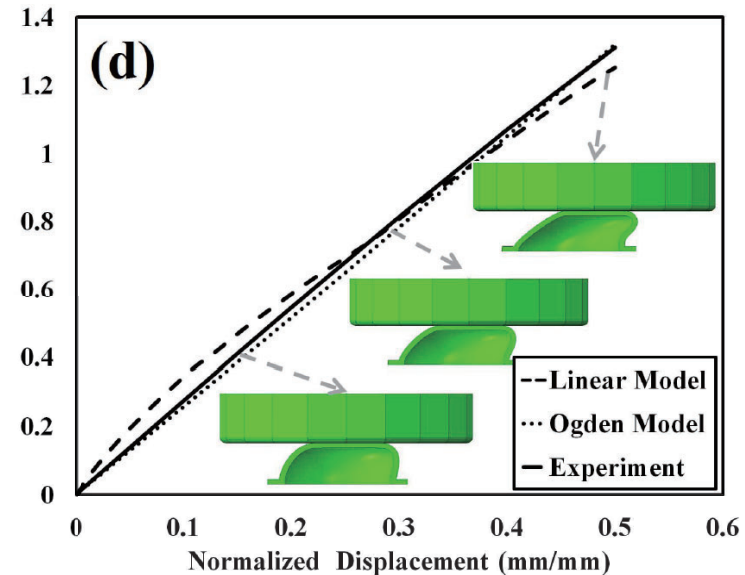 1.4
(d)
1.2
1
0.8
0.6
0.4
0.2
0
Linear Model
Ogden Model
Experiment
0 0.1 0.2 0.3 0.4 0.5 0.6
Normalized Displacement (mm/mm)